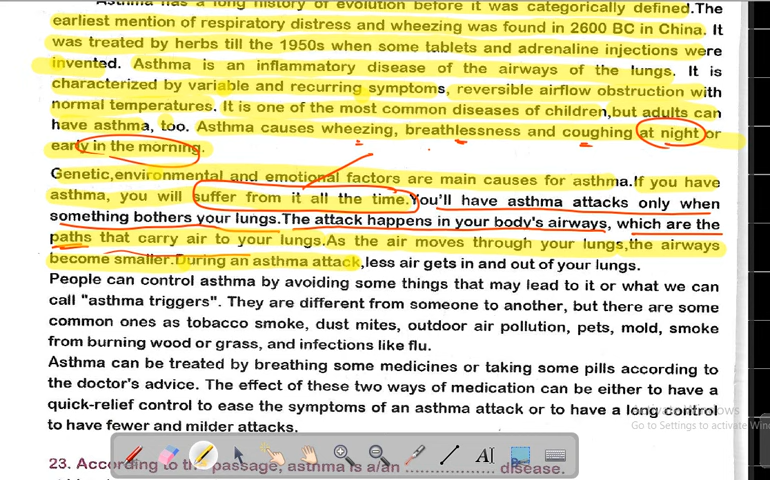 Asthma has a long history of evolution before it was categorically defined.The
earliest mention of respiratory distress and wheezing was found in 2600 BC in China. It
was treated by herbs till the 1950s when some tablets and adrenaline injections were
invented. Asthma is an inflammatory disease of the airways of the lungs. It is
characterized by variable and recurring symptoms, reversible airflow obstruction with
normal temperatures. It is one of the most common diseases of children,but adults can
have asthma, too. Asthma causes wheezing, breathlessness and coughing at night or
early in the morning.
Genetic,environmental and emotional factors are main causes for asthma.If you have
asthma, you will suffer from it all the time.You'll have asthma attacks only when
something bothers your lungs.The attack happens in your body's airways, which are the
paths that carry air to your lungs.As the air moves through your lungs,the airways
become smaller.During an asthma attack,less air gets in and out of your lungs.
People can control asthma by avoiding some things that may lead to it or what we can
call "asthma triggers". They are different from someone to another, but there are some
common ones as tobacco smoke, dust mites, outdoor air pollution, pets, mold, smoke
from burning wood or grass, and infections like flu.
Asthma can be treated by breathing some medicines or taking some pills according to
the doctor's advice. The effect of these two ways of medication can be either to have a
quick-relief control to ease the symptoms of an asthma attack or to have a long control
to have fewer and milder attacks.
Activate Windows
Go to Settings to activate Win
AI
23. According to the passage, asthma is a/an ................. disease.